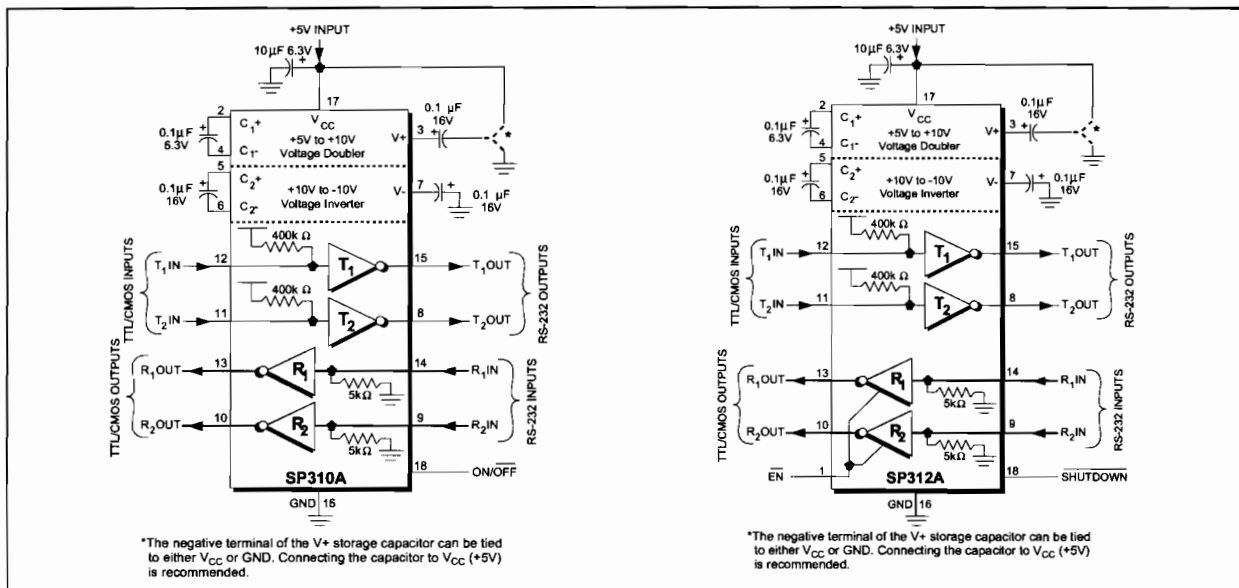 +5V INPUT
10 µF 6.3V
+
17
V_CC
2
C₁+
0.1µF
6.3V
+
4
C₁-
+5V to +10V
Voltage Doubler
V+
3
0.1 µF
16V
+
*
5
C₂+
0.1µF
16V
+
6
C₂-
+10V to -10V
Voltage Inverter
V-
7
+
0.1 µF
16V
400k Ω
TTL/CMOS INPUTS
T₁IN
12
T₁
15
T₁OUT
RS-232 OUTPUTS
400k Ω
T₂IN
11
T₂
8
T₂OUT
TTL/CMOS OUTPUTS
R₁OUT
13
R₁
14
R₁IN
RS-232 INPUTS
5kΩ
R₂OUT
10
R₂
9
R₂IN
5kΩ
18
ON/O̅F̅F̅
SP310A
GND
16
*The negative terminal of the V+ storage capacitor can be tied
to either V_CC or GND. Connecting the capacitor to V_CC (+5V)
is recommended.
+5V INPUT
10µF 6.3V
+
17
V_CC
2
C₁+
0.1µF
6.3V
+
4
C₁-
+5V to +10V
Voltage Doubler
V+
3
0.1µF
16V
+
*
5
C₂+
0.1µF
16V
+
6
C₂-
+10V to -10V
Voltage Inverter
V-
7
+
0.1µF
16V
400k Ω
TTL/CMOS INPUTS
T₁IN
12
T₁
15
T₁OUT
RS-232 OUTPUTS
400k Ω
T₂IN
11
T₂
8
T₂OUT
TTL/CMOS OUTPUTS
R₁OUT
13
R₁
14
R₁IN
RS-232 INPUTS
5kΩ
R₂OUT
10
R₂
9
R₂IN
5kΩ
E̅N̅
1
18
S̅H̅U̅T̅D̅O̅W̅N̅
SP312A
GND
16
*The negative terminal of the V+ storage capacitor can be tied
to either V_CC or GND. Connecting the capacitor to V_CC (+5V)
is recommended.